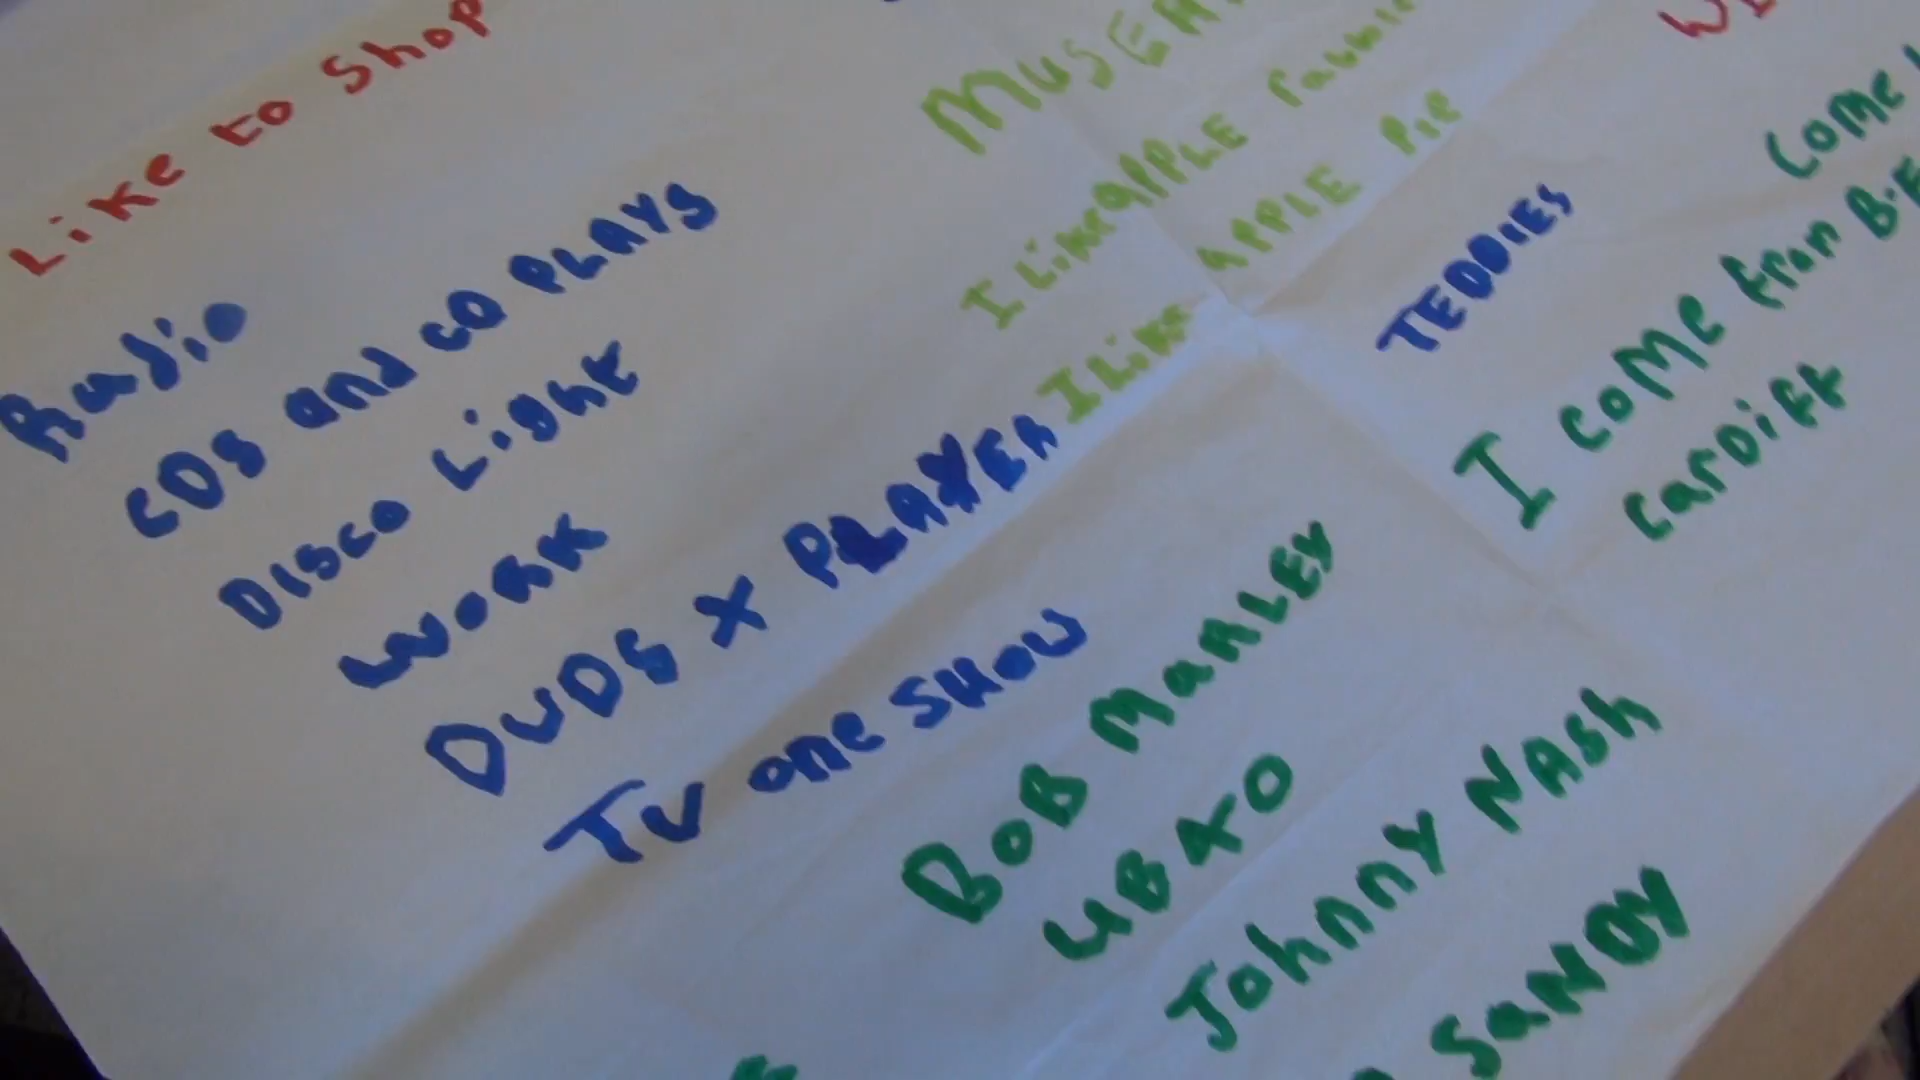 Like to Shop
Radio
CDS and CD PLAYS
DISCO Light
WORK
DVDS X PLAYER
TV one SHOW
I Like APPLE
I Like APPLE PIE
TEDDIES
COME
I COME from B.E
CarDiff
BOB MARLEY
UB40
Johnny NASh
SANDY